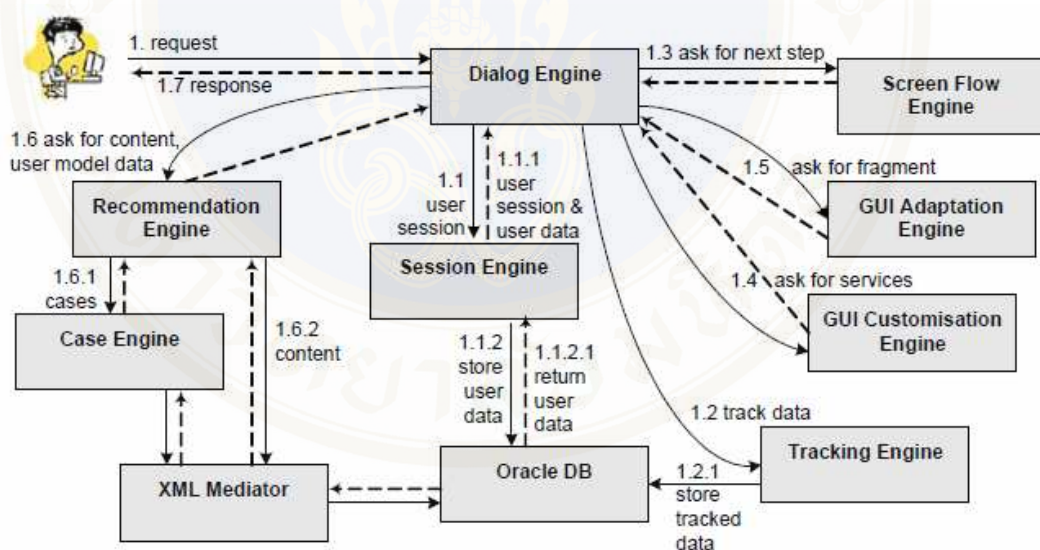 1. request
1.7 response
Dialog Engine
1.3 ask for next step
Screen Flow
Engine
1.6 ask for content,
user model data
1.1
user
session
1.1.1
user
session &
user data
1.5 ask for fragment
GUI Adaptation
Engine
Recommendation
Engine
Session Engine
1.4 ask for services
GUI Customisation
Engine
1.6.1
cases
Case Engine
1.6.2
content
1.1.2
store
user
data
1.1.2.1
return
user
data
1.2 track data
Tracking Engine
XML Mediator
Oracle DB
1.2.1
store
tracked
data